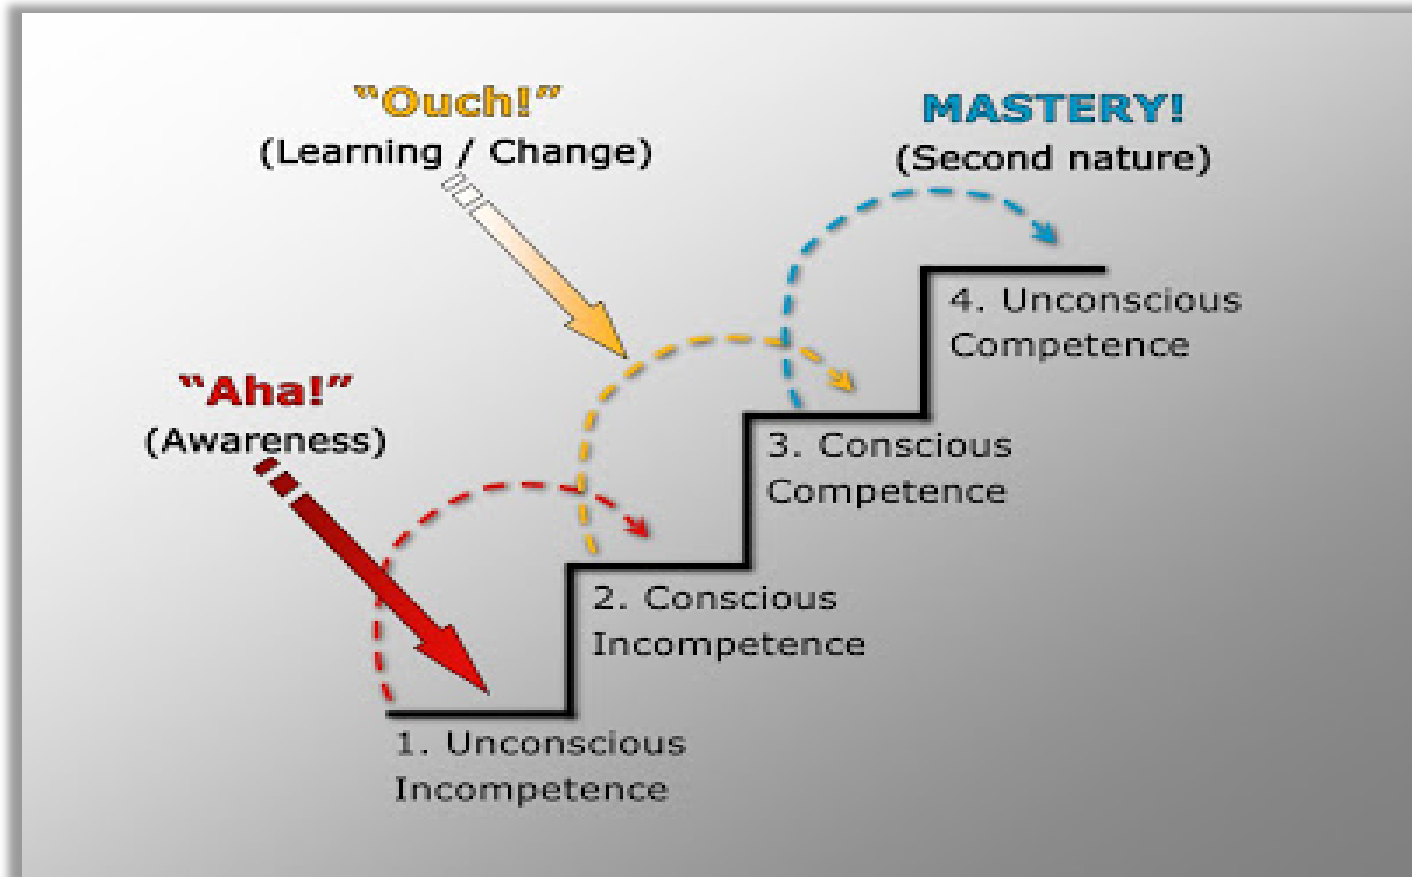 “Ouch!”
(Learning / Change)
MASTERY!
(Second nature)
“Aha!”
(Awareness)
4. Unconscious
Competence
3. Conscious
Competence
2. Conscious
Incompetence
1. Unconscious
Incompetence